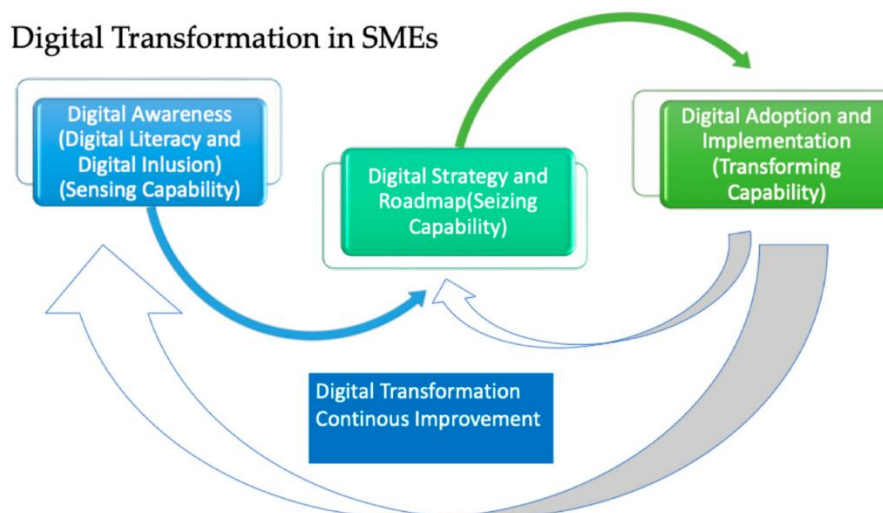 Digital Transformation in SMEs
Digital Awareness
(Digital Literacy and
Digital Inlusion)
(Sensing Capability)
Digital Strategy and
Roadmap(Seizing
Capability)
Digital Adoption and
Implementation
(Transforming
Capability)
Digital Transformation
Continous Improvement